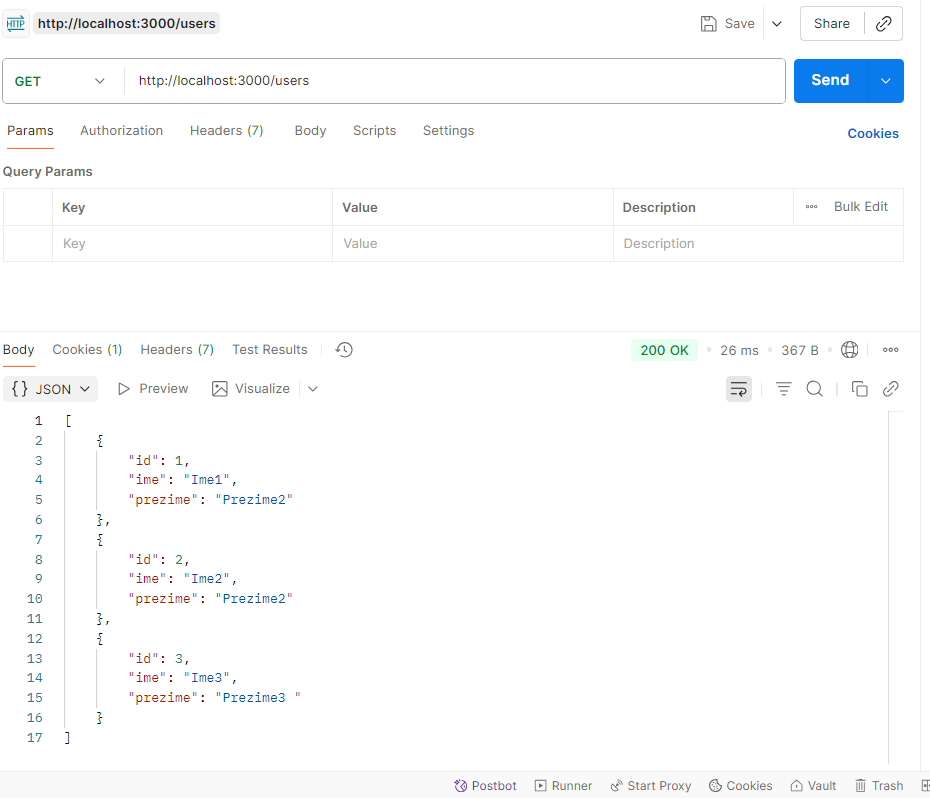 HTTP http://localhost:3000/users Save Share
GET http://localhost:3000/users Send
Params Authorization Headers (7) Body Scripts Settings Cookies
Query Params
Key Value Description Bulk Edit
Key Value Description
Body Cookies (1) Headers (7) Test Results 200 OK • 26 ms • 367 B •
{} JSON Preview Visualize
1 [
2 {
3 "id": 1,
4 "ime": "Ime1",
5 "prezime": "Prezime2"
6 },
7 {
8 "id": 2,
9 "ime": "Ime2",
10 "prezime": "Prezime2"
11 },
12 {
13 "id": 3,
14 "ime": "Ime3",
15 "prezime": "Prezime3 "
16 }
17 ]
Postbot Runner Start Proxy Cookies Vault Trash